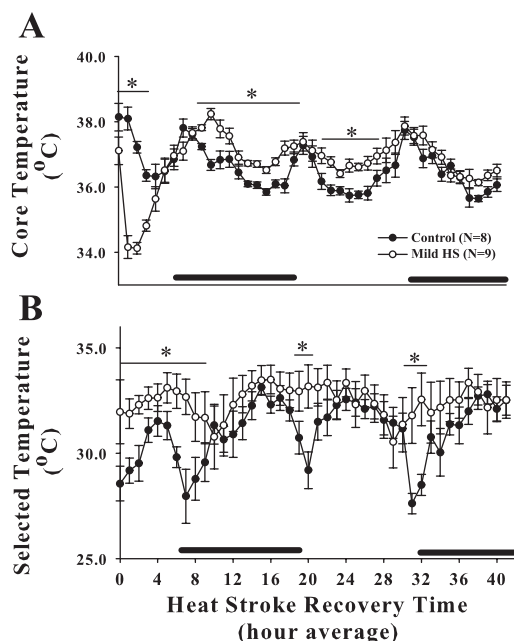 A
Core Temperature
(°C)
40.0
38.0
36.0
34.0
*
*
*
Control (N=8)
Mild HS (N=9)
B
Selected Temperature
(°C)
35.0
30.0
25.0
*
*
*
0 4 8 12 16 20 24 28 32 36 40
Heat Stroke Recovery Time
(hour average)